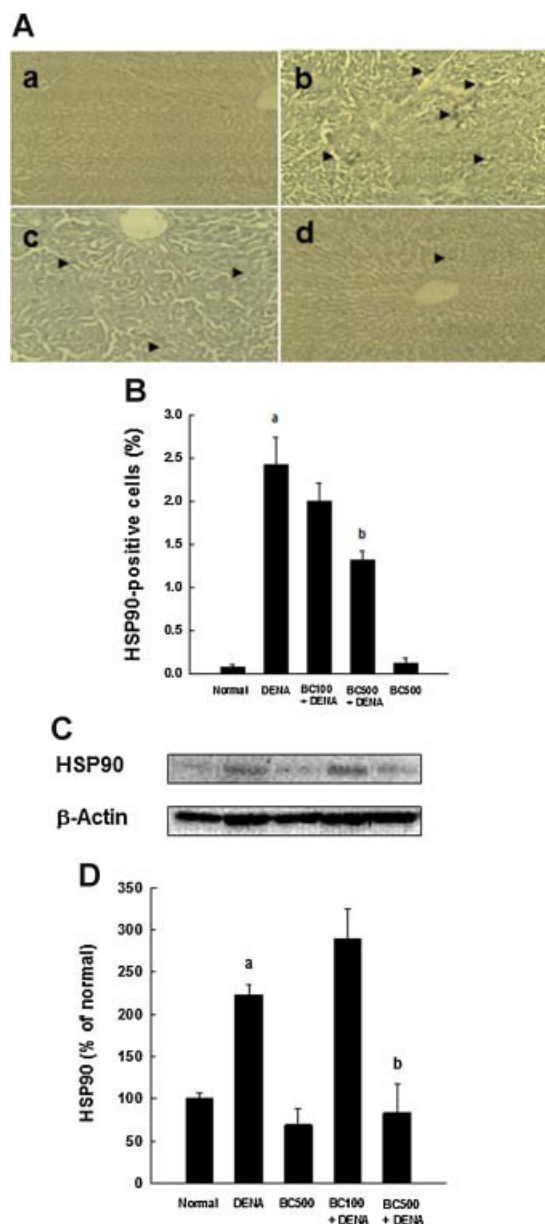 A
a
b
c
d
B
HSP90-positive cells (%)
3.0
2.5
2.0
1.5
1.0
0.5
0.0
a
b
Normal DENA BC100 + DENA BC500 + DENA BC500
C
HSP90
β-Actin
D
HSP90 (% of normal)
350
300
250
200
150
100
50
0
a
b
Normal DENA BC500 BC100 + DENA BC500 + DENA